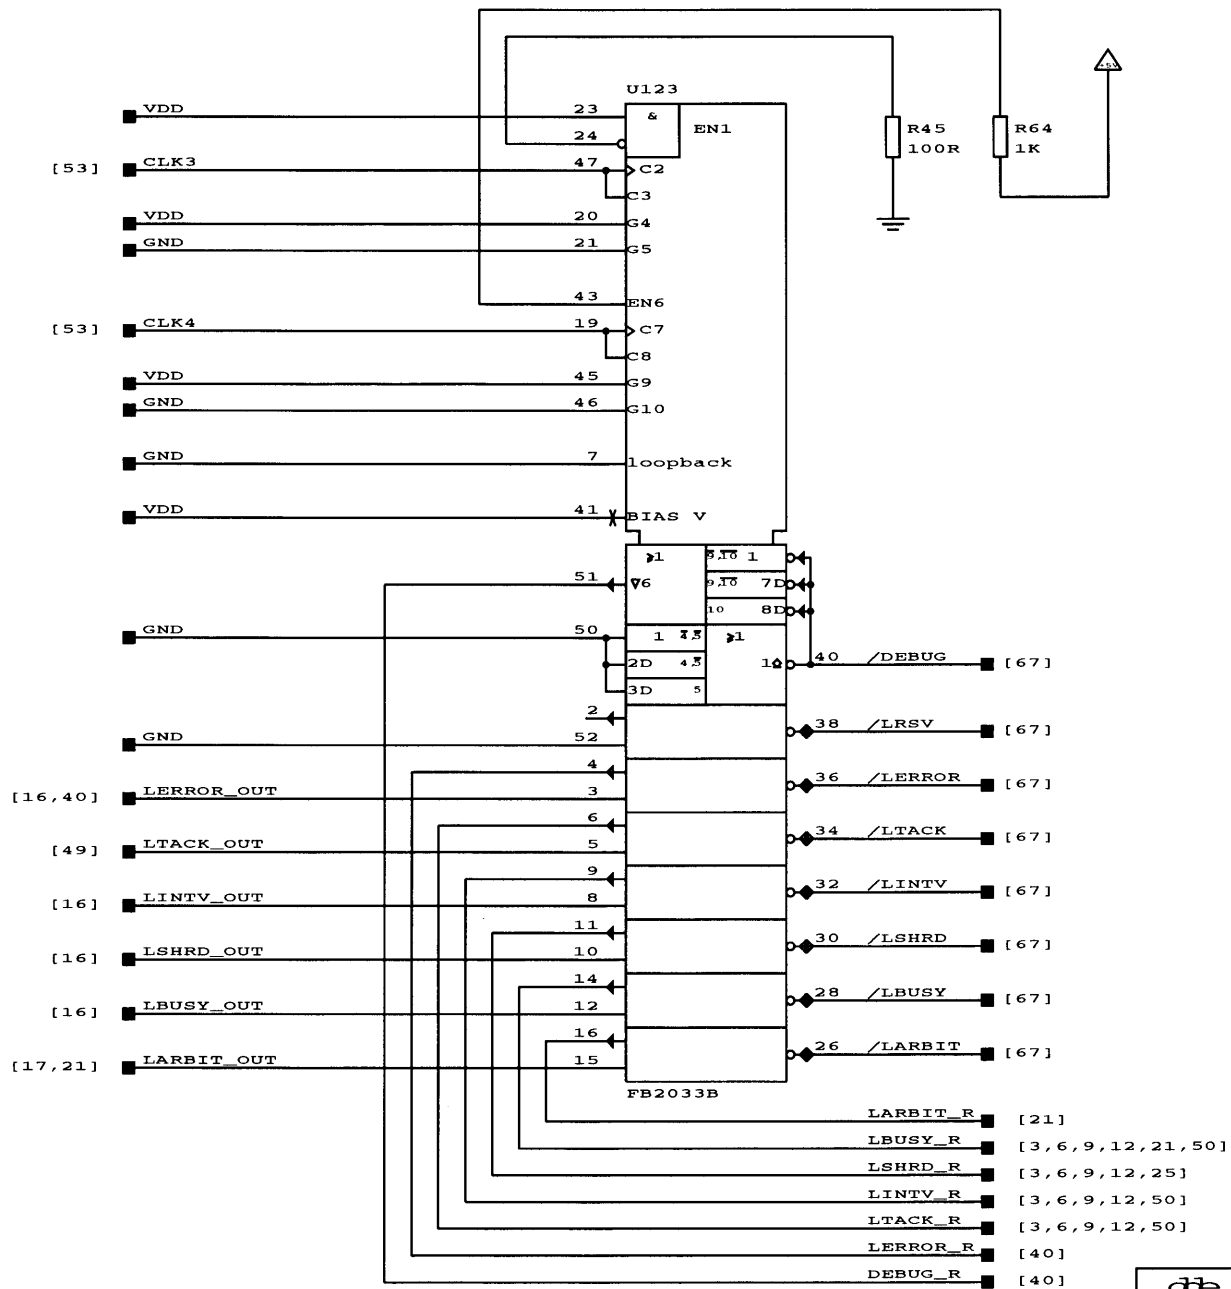 U123
VDD 23 & EN1
24
R45 100R
R64 1K
+5V
[53] CLK3 47 C2
C3
VDD 20 G4
GND 21 G5
43 EN6
[53] CLK4 19 C7
C8
VDD 45 G9
GND 46 G10
GND 7 loopback
VDD 41 BIAS V
≥1 9,10 1
51 ▽6 9,10 7D
10 8D
GND 50 1 4,5 ≥1
2D 4,5 1 40 /DEBUG [67]
3D 5
2
38 /LRSV [67]
GND 52
4
36 /LERROR [67]
[16,40] LERROR_OUT 3
6
34 /LTACK [67]
[49] LTACK_OUT 5
9
32 /LINTV [67]
[16] LINTV_OUT 8
11
30 /LSHRD [67]
[16] LSHRD_OUT 10
14
28 /LBUSY [67]
[16] LBUSY_OUT 12
16
26 /LARBIT [67]
[17,21] LARBIT_OUT 15
FB2033B
LARBIT_R [21]
LBUSY_R [3,6,9,12,21,50]
LSHRD_R [3,6,9,12,25]
LINTV_R [3,6,9,12,50]
LTACK_R [3,6,9,12,50]
LERROR_R [40]
DEBUG_R [40]